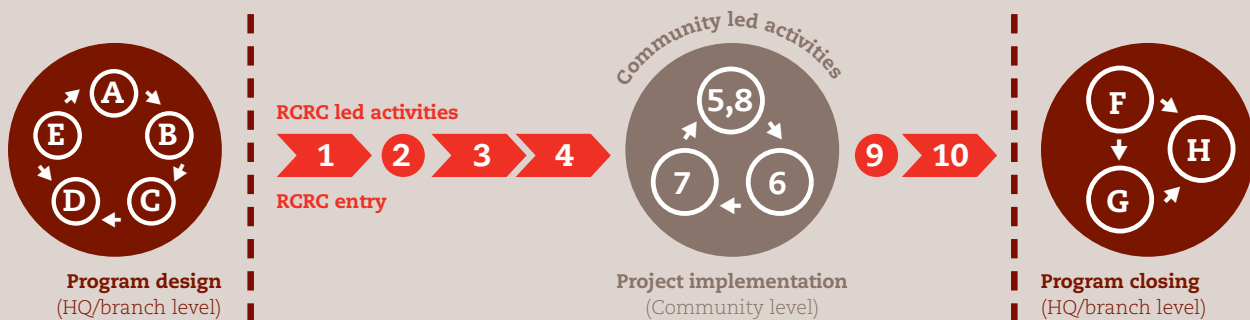 A
B
C
D
E
Program design
(HQ/branch level)
RCRC led activities
1
2
3
4
RCRC entry
Community led activities
5,8
6
7
Project implementation
(Community level)
9
10
F
G
H
Program closing
(HQ/branch level)